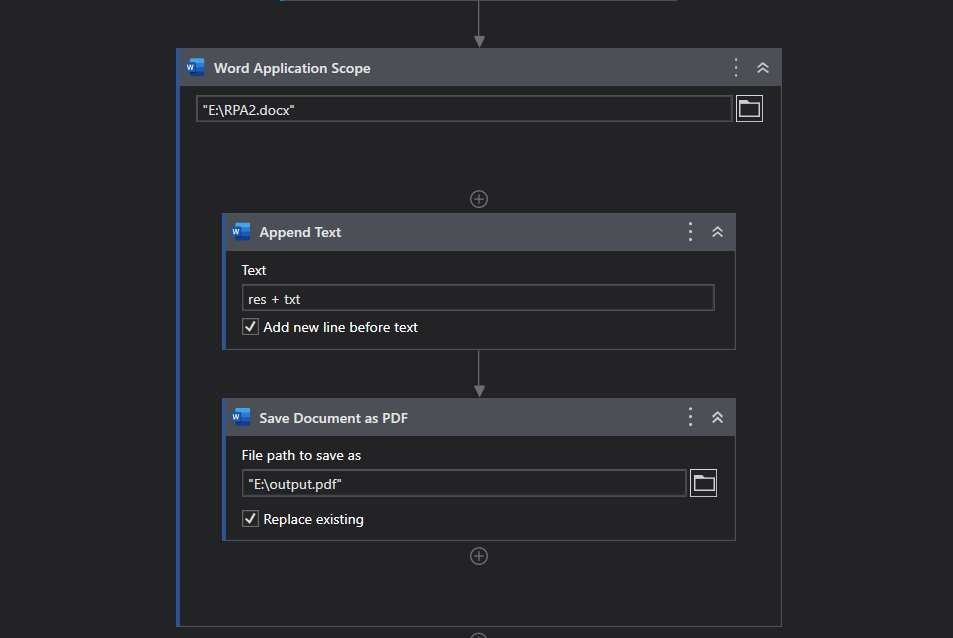 Word Application Scope
"E:\RPA2.docx"
Append Text
Text
res + txt
Add new line before text
Save Document as PDF
File path to save as
"E:\output.pdf"
Replace existing